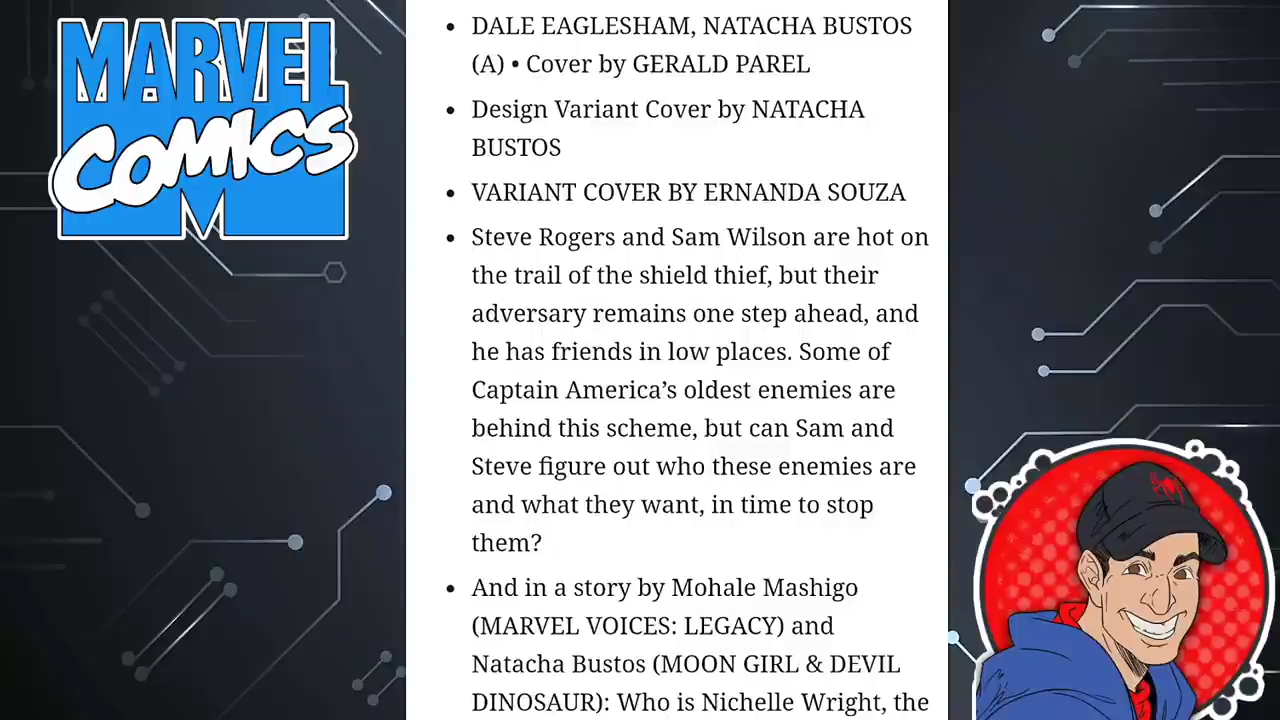 MARVEL
COMICS
M
DALE EAGLESHAM, NATACHA BUSTOS
(A) • Cover by GERALD PAREL
Design Variant Cover by NATACHA
BUSTOS
VARIANT COVER BY ERNANDA SOUZA
Steve Rogers and Sam Wilson are hot on
the trail of the shield thief, but their
adversary remains one step ahead, and
he has friends in low places. Some of
Captain America’s oldest enemies are
behind this scheme, but can Sam and
Steve figure out who these enemies are
and what they want, in time to stop
them?
And in a story by Mohale Mashigo
(MARVEL VOICES: LEGACY) and
Natacha Bustos (MOON GIRL & DEVIL
DINOSAUR): Who is Nichelle Wright, the